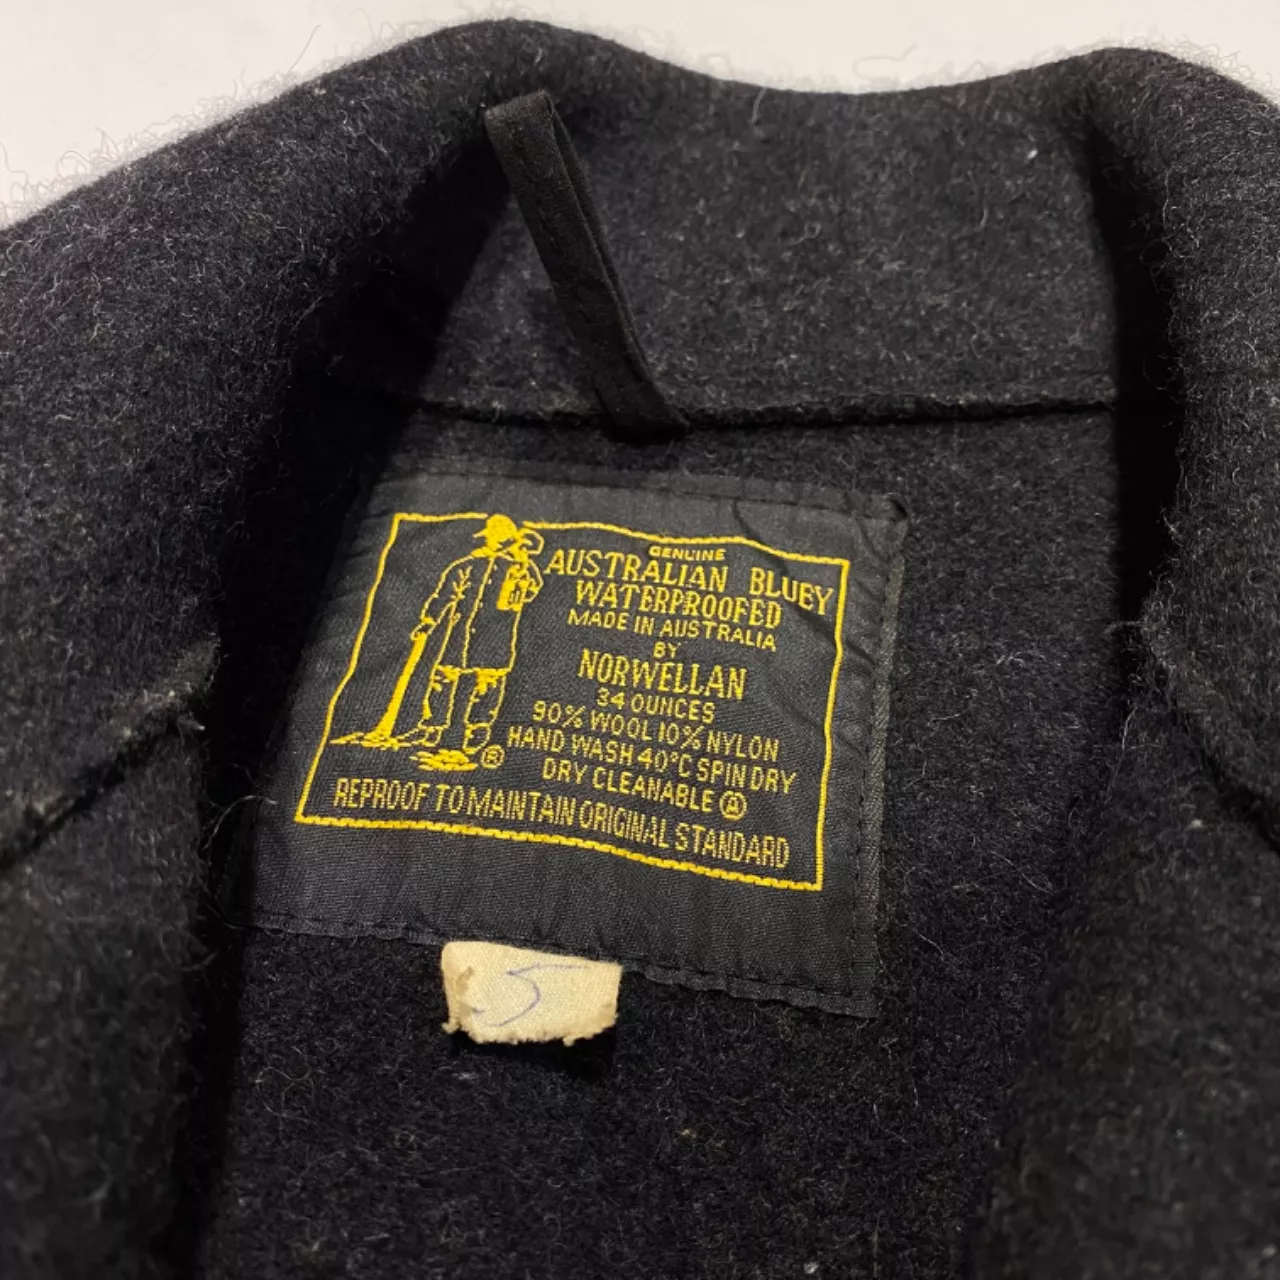 GENUINE
AUSTRALIAN BLUEY
WATERPROOFED
MADE IN AUSTRALIA
BY
NORWELLAN
34 OUNCES
90% WOOL 10% NYLON
HAND WASH 40°C SPIN DRY
DRY CLEANABLE Ⓐ
®
REPROOF TO MAINTAIN ORIGINAL STANDARD
5